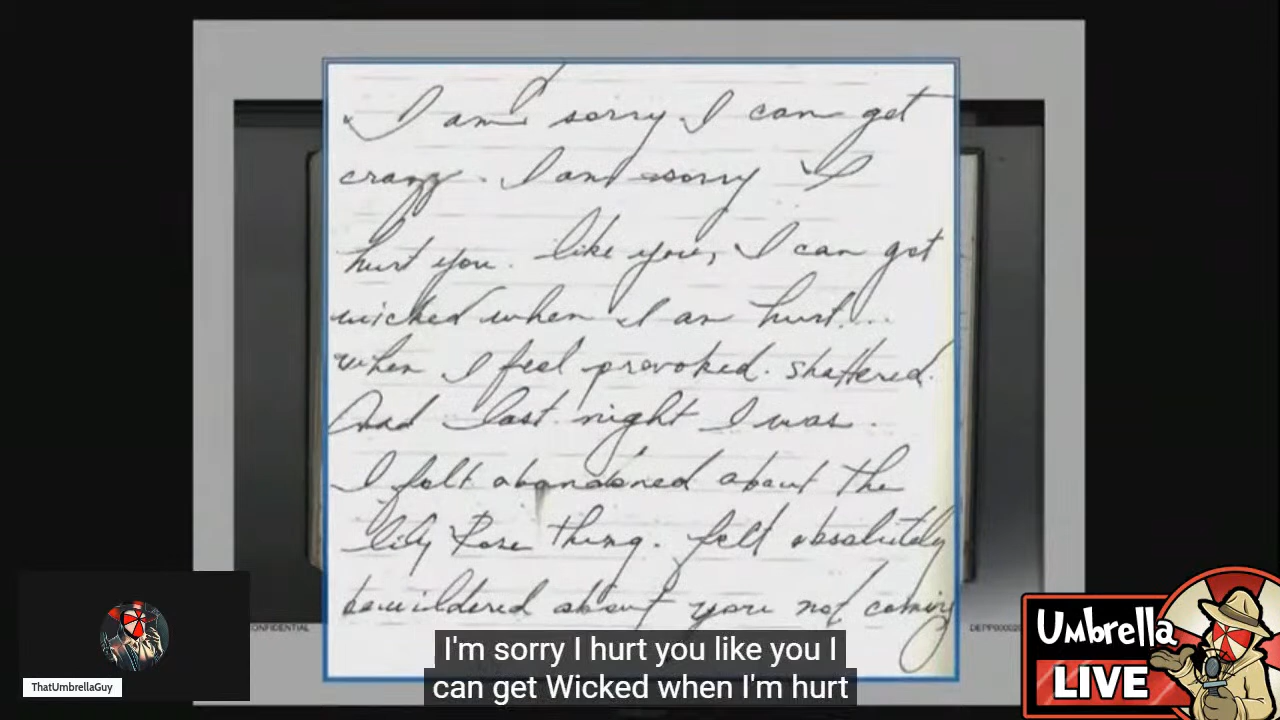 I am sorry I can get
crazy. I am sorry I
hurt you. like you, I can get
wicked when I am hurt...
when I feel provoked. shattered.
And last night I was.
I felt abandoned about the
lily Rose thing. felt absolutely
bewildered about you not coming
ONFIDENTIAL
DEPP00002
I'm sorry I hurt you like you I
can get Wicked when I'm hurt
ThatUmbrellaGuy
UMbrella
LIVE